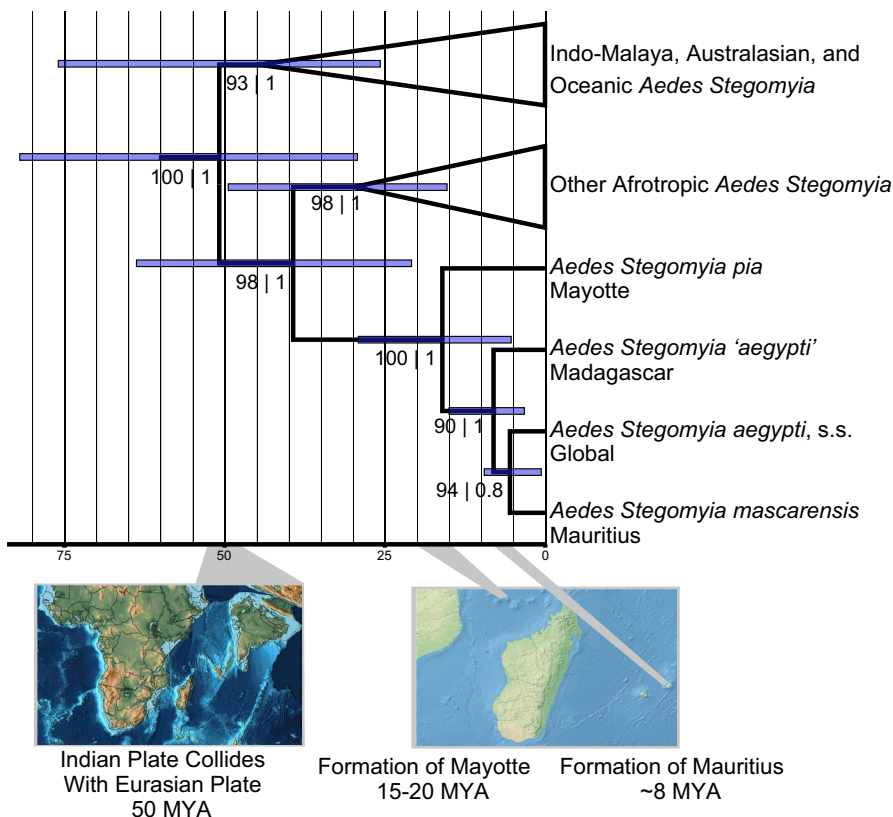 Indo-Malaya, Australasian, and
Oceanic Aedes Stegomyia
93 | 1
100 | 1
Other Afrotropic Aedes Stegomyia
98 | 1
98 | 1
Aedes Stegomyia pia
Mayotte
100 | 1
Aedes Stegomyia ‘aegypti’
Madagascar
90 | 1
Aedes Stegomyia aegypti, s.s.
Global
94 | 0.8
Aedes Stegomyia mascarensis
Mauritius
75
50
25
0
Indian Plate Collides
With Eurasian Plate
50 MYA
Formation of Mayotte
15-20 MYA
Formation of Mauritius
~8 MYA